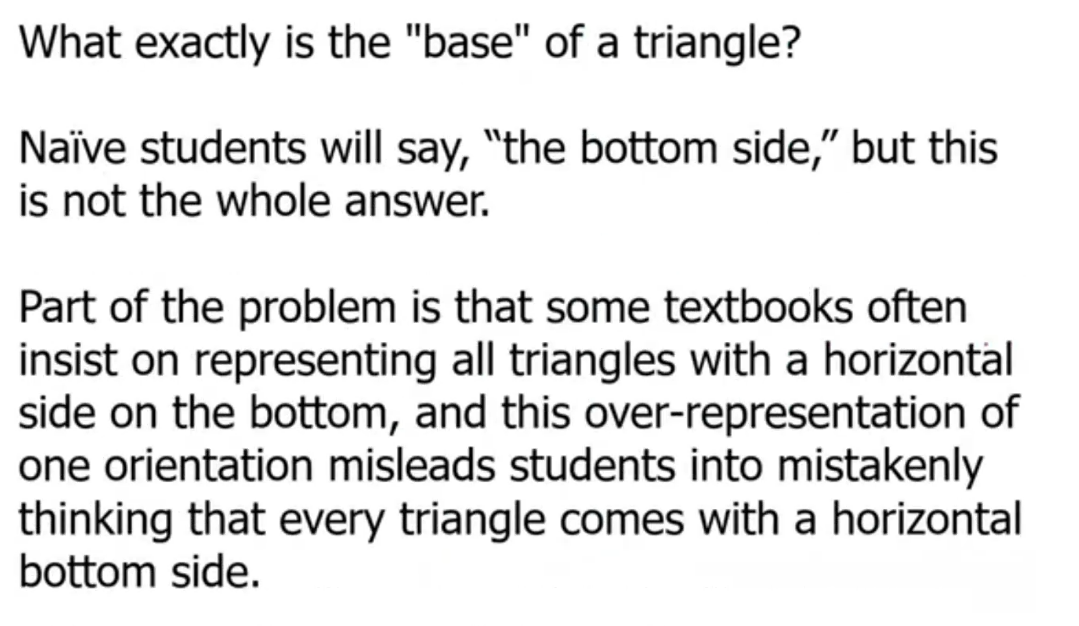 What exactly is the "base" of a triangle?
Naïve students will say, “the bottom side,” but this
is not the whole answer.
Part of the problem is that some textbooks often
insist on representing all triangles with a horizontal
side on the bottom, and this over-representation of
one orientation misleads students into mistakenly
thinking that every triangle comes with a horizontal
bottom side.